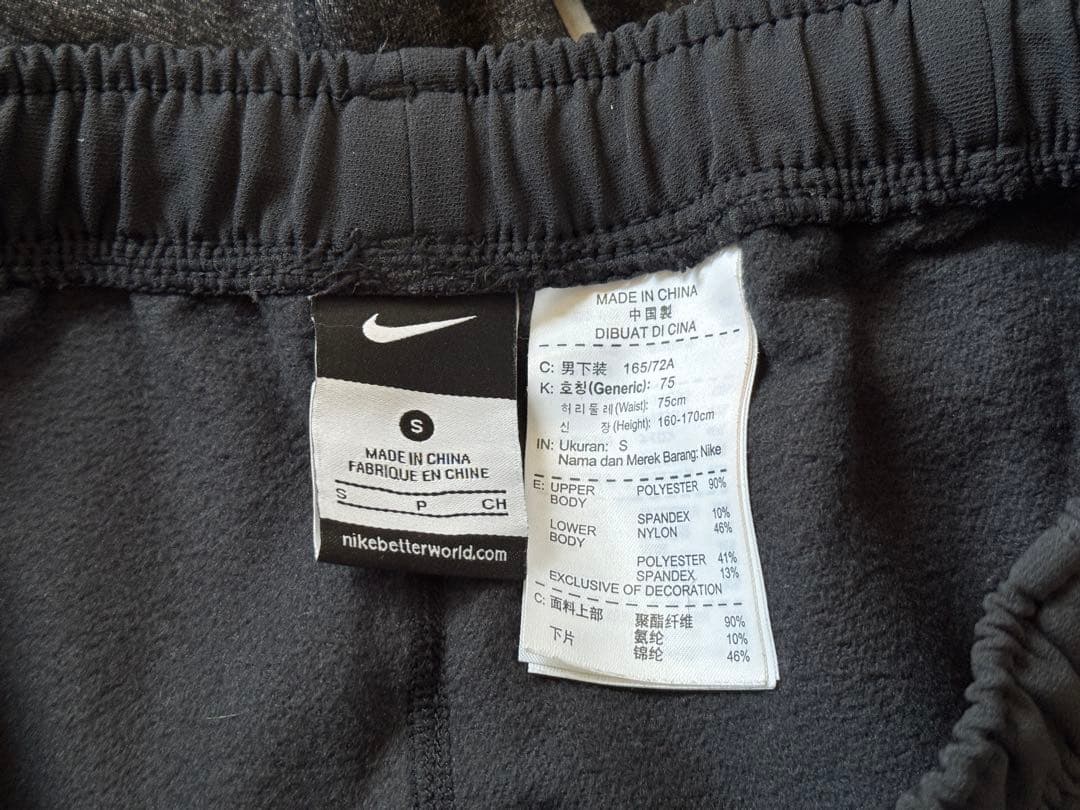 S
MADE IN CHINA
FABRIQUE EN CHINE
S P CH
nikebetterworld.com
MADE IN CHINA
中国製
DIBUAT DI CINA
C: 男下装 165/72A
K: 호칭(Generic): 75
허리둘레(Waist): 75cm
신 장(Height): 160-170cm
IN: Ukuran: S
Nama dan Merek Barang: Nike
E: UPPER BODY POLYESTER 90%
SPANDEX 10%
LOWER BODY NYLON 46%
POLYESTER 41%
SPANDEX 13%
EXCLUSIVE OF DECORATION
C: 面料上部 聚酯纤维 90%
氨纶 10%
下片 锦纶 46%